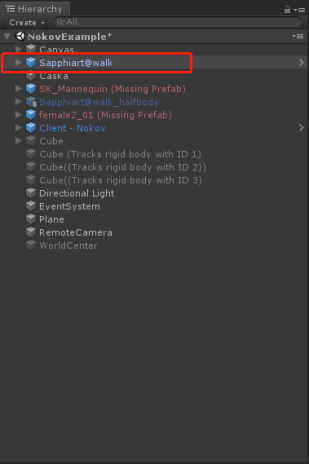 Hierarchy
Create
All
NokovExample*
Canvas
Sapphiart@walk
Caska
SK_Mannequin (Missing Prefab)
Sapphiart@walk_halfbody
female2_01 (Missing Prefab)
Client - Nokov
Cube
Cube (Tracks rigid body with ID 1)
Cube((Tracks rigid body with ID 2))
Cube((Tracks rigid body with ID 3)
Directional Light
EventSystem
Plane
RemoteCamera
WorldCenter